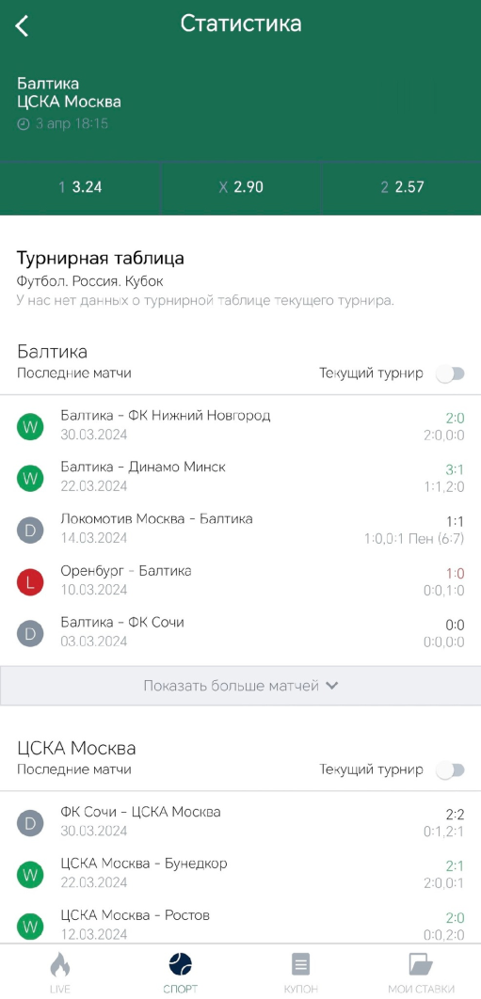 Статистика
Балтика
ЦСКА Москва
3 апр 18:15
1 3.24 X 2.90 2 2.57
Турнирная таблица
Футбол. Россия. Кубок
У нас нет данных о турнирной таблице текущего турнира.
Балтика
Последние матчи Текущий турнир
W Балтика - ФК Нижний Новгород 2:0
30.03.2024 2:0,0:0
W Балтика - Динамо Минск 3:1
22.03.2024 1:1,2:0
D Локомотив Москва - Балтика 1:1
14.03.2024 1:0,0:1 Пен (6:7)
L Оренбург - Балтика 1:0
10.03.2024 0:0,1:0
D Балтика - ФК Сочи 0:0
03.03.2024 0:0,0:0
Показать больше матчей
ЦСКА Москва
Последние матчи Текущий турнир
D ФК Сочи - ЦСКА Москва 2:2
30.03.2024 0:1,2:1
W ЦСКА Москва - Бунедкор 2:1
22.03.2024 2:0,0:1
W ЦСКА Москва - Ростов 2:0
12.03.2024 0:0,2:0
LIVE СПОРТ КУПОН МОИ СТАВКИ